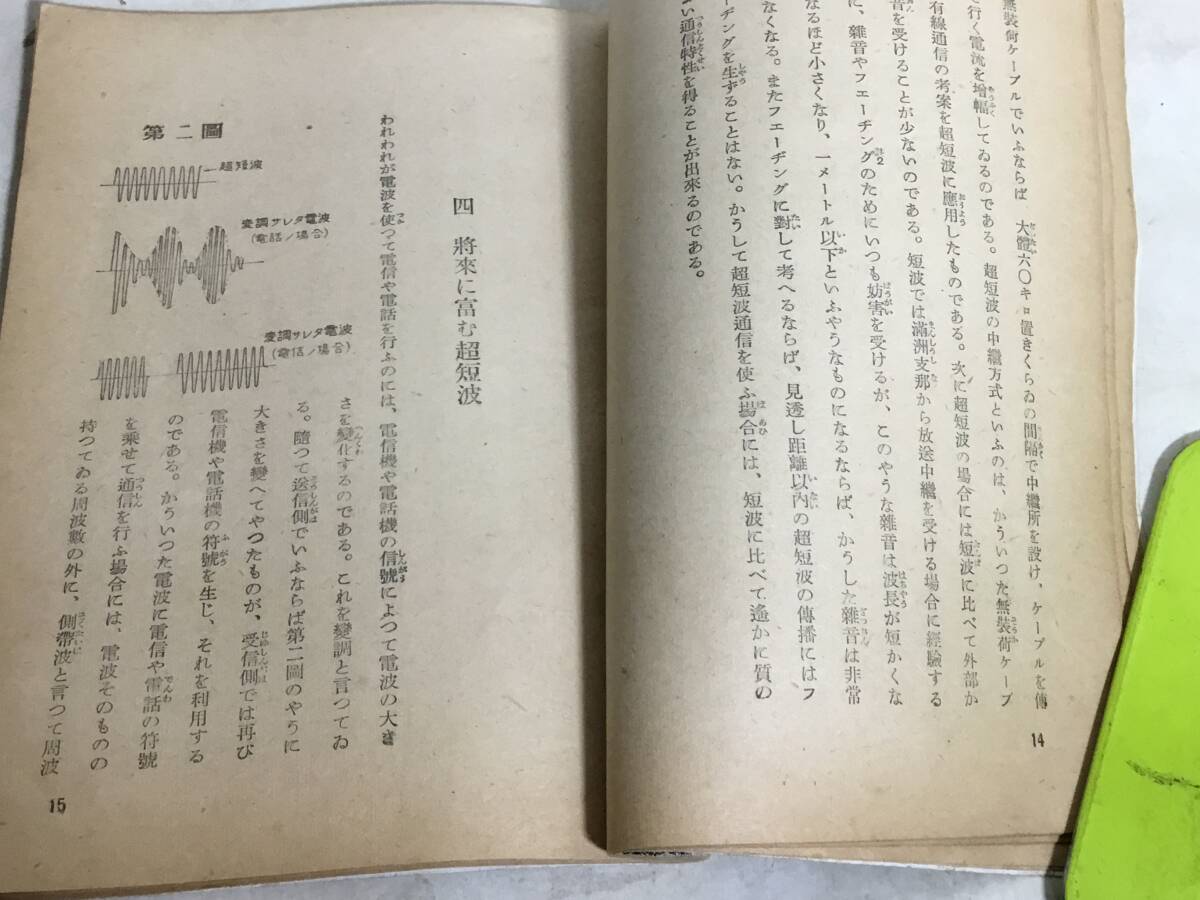 無裝荷ケーブルでいふならば　大體六〇キロ置きくらゐの間隔で中繼所を設け、ケーブルを傳
て行く電流を增幅してゐるのである。超短波の中繼方式といふのは、かういつた無裝荷ケーブ
有線通信の考案を超短波に應用したものである。次に超短波の場合には短波に比べて外部か
音を受けることが少ないのである。短波では滿洲支那から放送中繼を受ける場合に經驗する
に、雜音やフェーヂング註2のためにいつも妨害を受けるが、このやうな雜音は波長が短かくな
なるほど小さくなり、一メートル以下といふやうなものになるならば、かうした雜音は非常
なくなる。またフェーヂングに對して考へるならば、見透し距離以內の超短波の傳播にはフ
ーヂングを生ずることはない。かうして超短波通信を使ふ場合には、短波に比べて遙かに質の
い通信特性を得ることが出來るのである。
14
四　將來に富む超短波
われわれが電波を使つて電信や電話を行ふのには、電信機や電話機の信號によつて電波の大き
さを變化するのである。これを變調と言つてゐ
る。隨つて送信側でいふならば第二圖のやうに
大きさを變へてやつたものが、受信側では再び
電信機や電話機の符號を生じ、それを利用する
のである。かういつた電波に電信や電話の符號
を乘せて通信を行ふ場合には、電波そのものの
持つてゐる周波數の外に、側帶波と言つて周波
第二圖
超短波
変調サレタ電波
(電話ノ場合)
変調サレタ電波
(電信ノ場合)
15